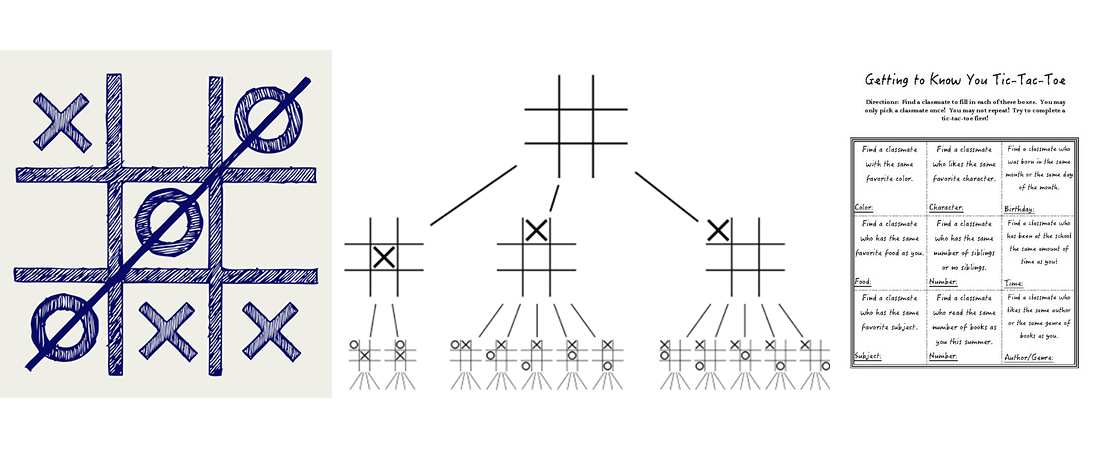 Getting to Know You Tic-Tac-Toe
Directions: Find a classmate to fill in each of these boxes. You may
only pick a classmate once! You may not repeat! Try to complete a
tic-tac-toe first!
Find a classmate
with the same
favorite color.
Color:
Find a classmate
who likes the same
favorite character.
Character:
Find a classmate who
was born in the same
month or the same day
of the month.
Birthday:
Find a classmate
who has the same
favorite food as you.
Food:
Find a classmate
who has the same
number of siblings
or no siblings.
Number:
Find a classmate who
has been at the school
the same amount of
time as you!
Time:
Find a classmate
who has the same
favorite subject.
Subject:
Find a classmate
who read the same
number of books as
you this summer.
Number:
Find a classmate who
likes the same author
or the same genre of
books as you.
Author/Genre: